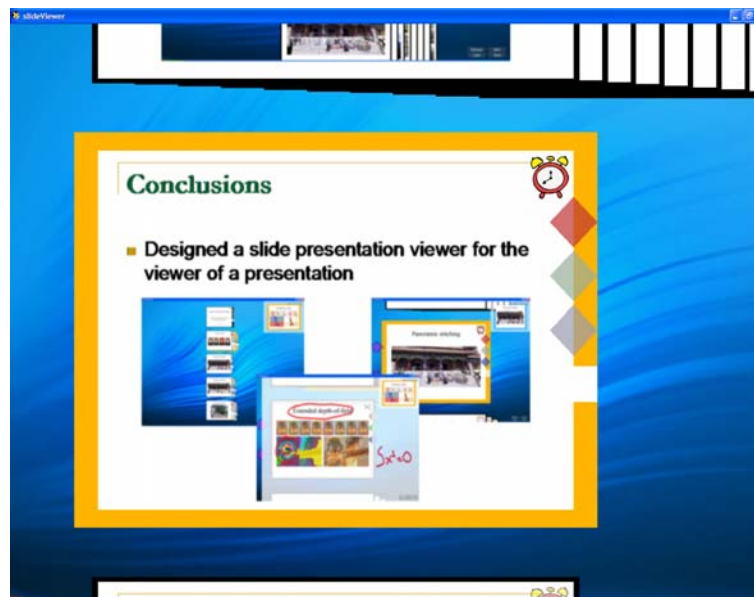 slideViewer
Conclusions
Designed a slide presentation viewer for the
viewer of a presentation
Panoramic stitching
Extended depth-of-field